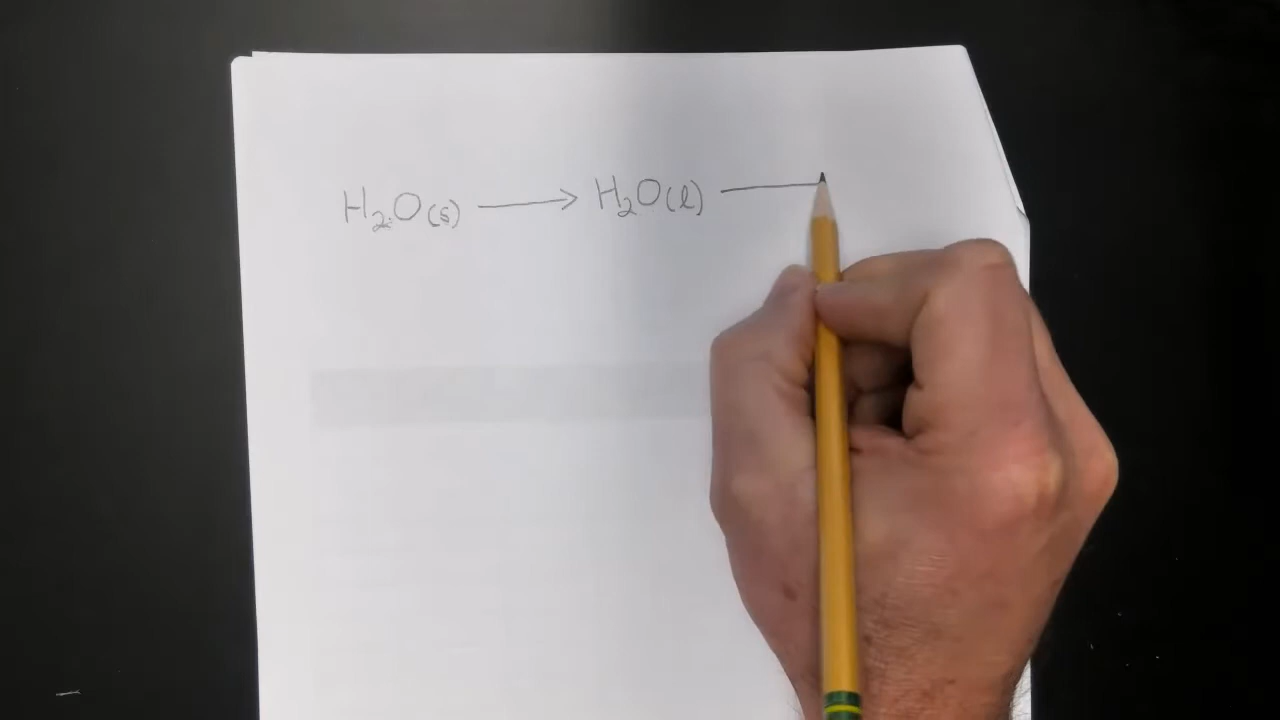 H₂O(s) ⟶ H₂O(l) —